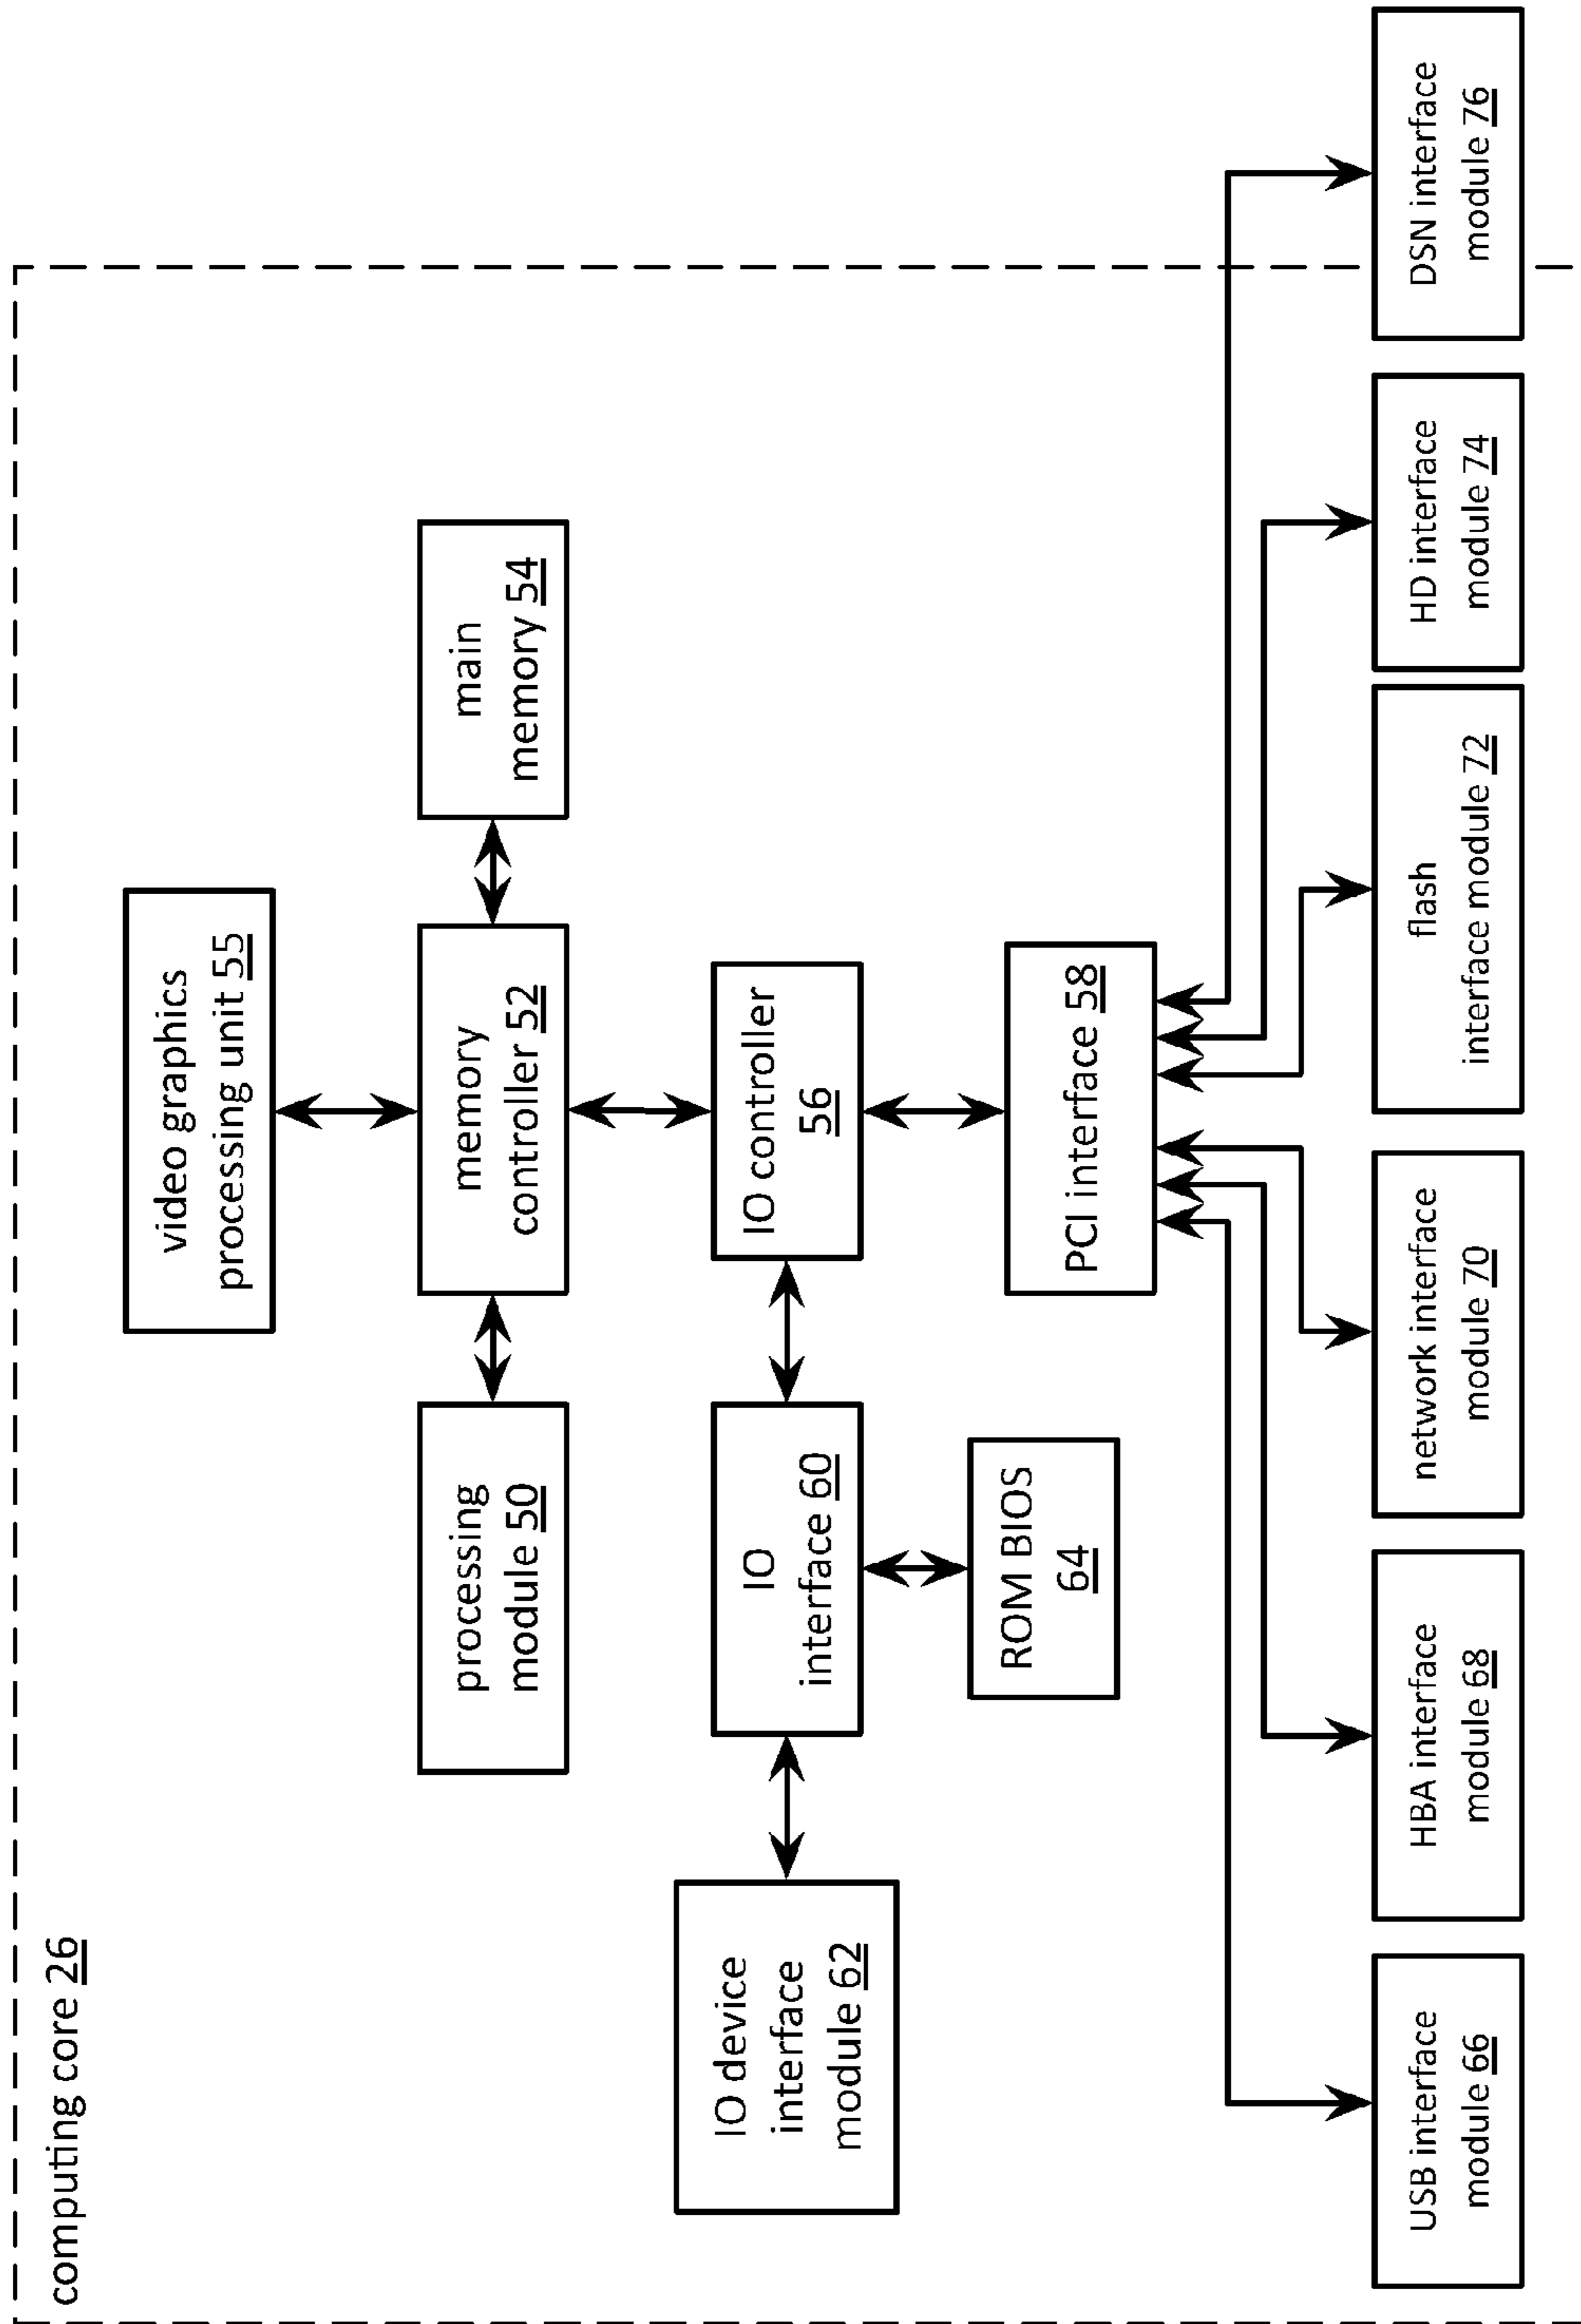 computing core 26
video graphics
processing unit 55
processing
module 50
memory
controller 52
main
memory 54
IO device
interface
module 62
IO
interface 60
IO controller
56
ROM BIOS
64
PCI interface 58
USB interface
module 66
HBA interface
module 68
network interface
module 70
flash
interface module 72
HD interface
module 74
DSN interface
module 76